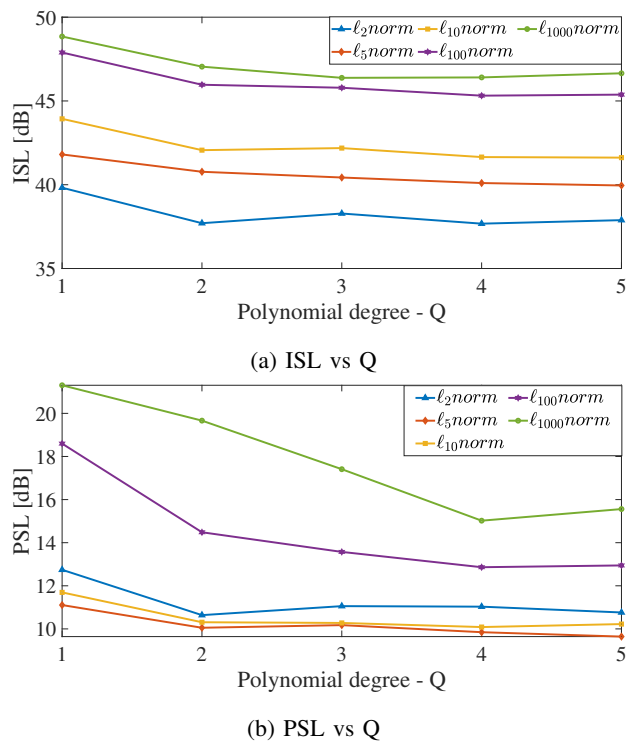 50
45
40
35
ISL [dB]
ℓ2norm ℓ10norm ℓ1000norm
ℓ5norm ℓ100norm
1 2 3 4 5
Polynomial degree - Q
(a) ISL vs Q
20
18
16
14
12
10
PSL [dB]
ℓ2norm ℓ100norm
ℓ5norm ℓ1000norm
ℓ10norm
1 2 3 4 5
Polynomial degree - Q
(b) PSL vs Q